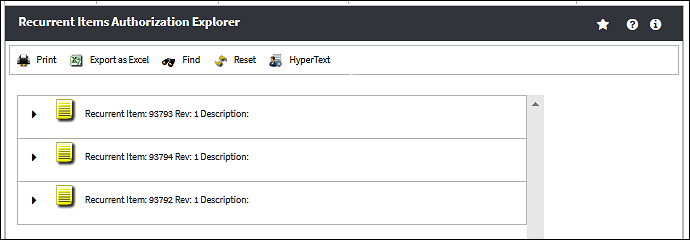 Recurrent Items Authorization Explorer
Print Export as Excel Find Reset HyperText
Recurrent Item: 93793 Rev: 1 Description:
Recurrent Item: 93794 Rev: 1 Description:
Recurrent Item: 93792 Rev: 1 Description: